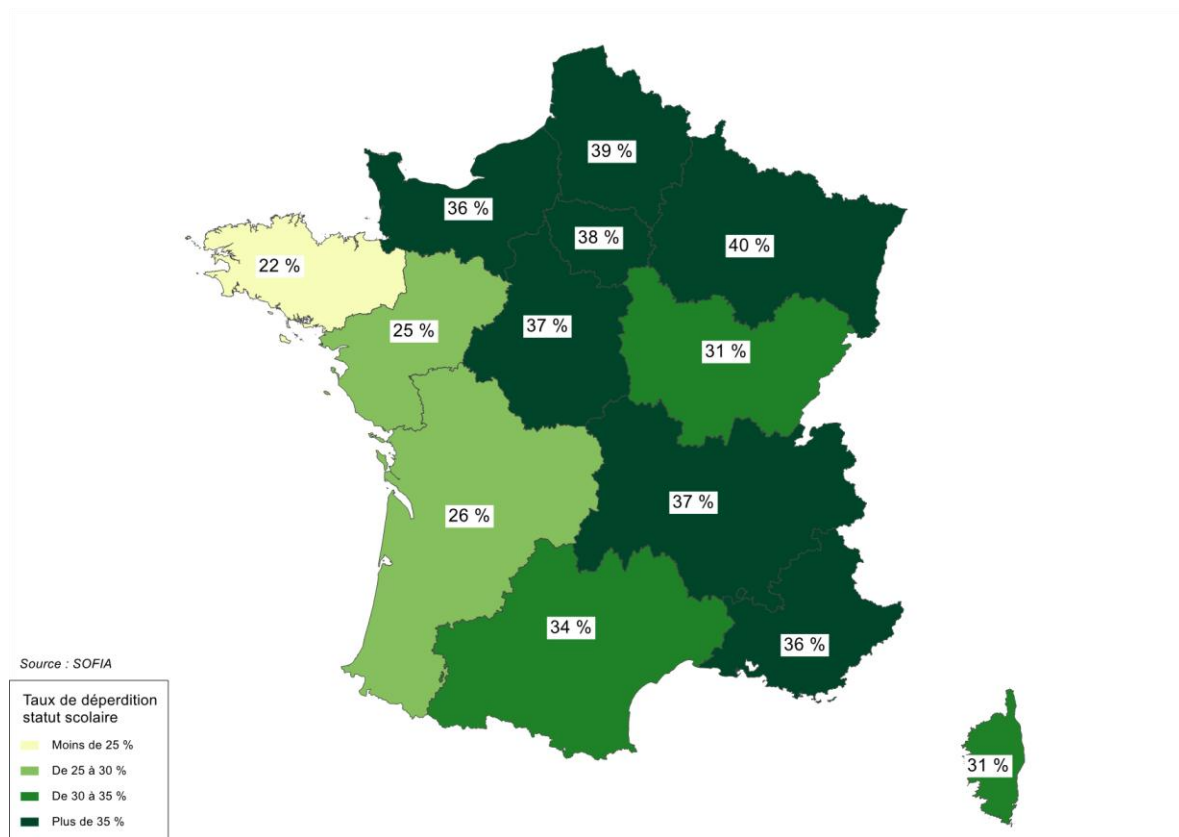 39 %
36 %
38 %
40 %
22 %
25 %
37 %
31 %
26 %
37 %
34 %
36 %
31 %
Source : SOFIA
Taux de déperdition
statut scolaire
Moins de 25 %
De 25 à 30 %
De 30 à 35 %
Plus de 35 %